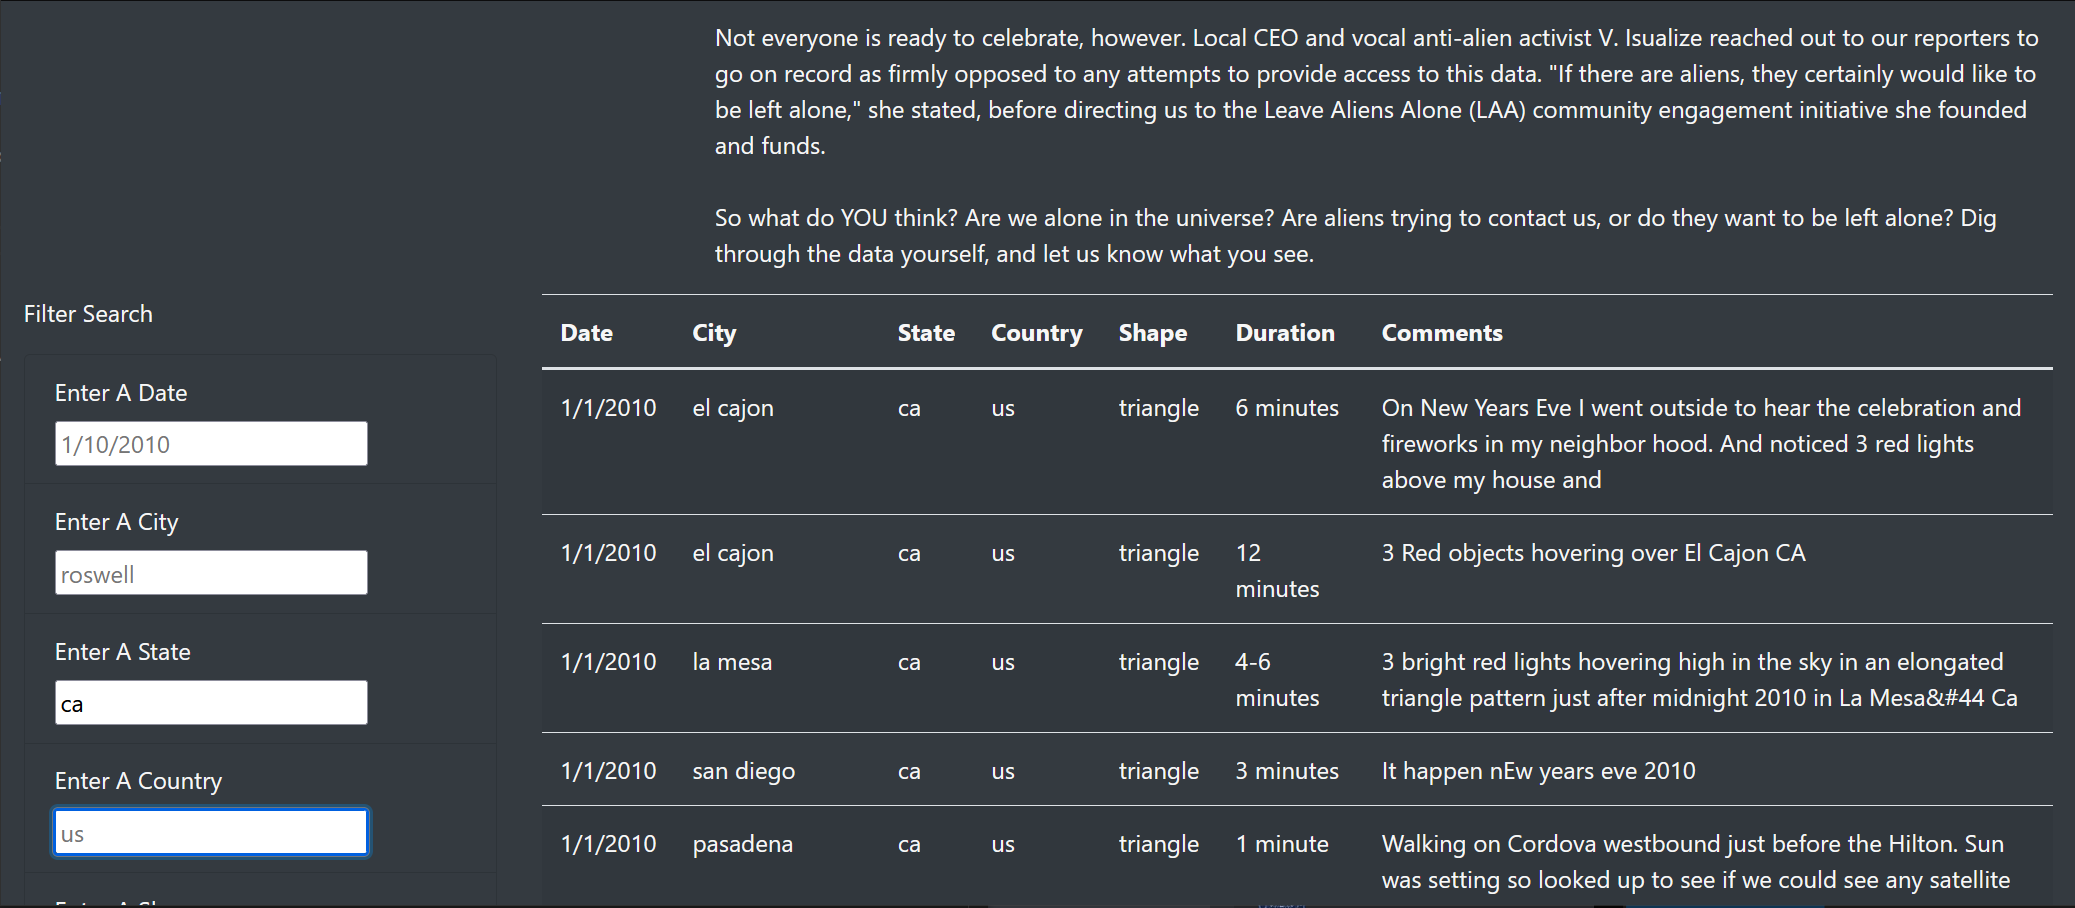 Not everyone is ready to celebrate, however. Local CEO and vocal anti-alien activist V. Isualize reached out to our reporters to
go on record as firmly opposed to any attempts to provide access to this data. "If there are aliens, they certainly would like to
be left alone," she stated, before directing us to the Leave Aliens Alone (LAA) community engagement initiative she founded
and funds.
So what do YOU think? Are we alone in the universe? Are aliens trying to contact us, or do they want to be left alone? Dig
through the data yourself, and let us know what you see.
Filter Search
Enter A Date
1/10/2010
Enter A City
roswell
Enter A State
ca
Enter A Country
us
Date City State Country Shape Duration Comments
1/1/2010 el cajon ca us triangle 6 minutes On New Years Eve I went outside to hear the celebration and
fireworks in my neighbor hood. And noticed 3 red lights
above my house and
1/1/2010 el cajon ca us triangle 12 3 Red objects hovering over El Cajon CA
minutes
1/1/2010 la mesa ca us triangle 4-6 3 bright red lights hovering high in the sky in an elongated
minutes triangle pattern just after midnight 2010 in La Mesa&#44 Ca
1/1/2010 san diego ca us triangle 3 minutes It happen nEw years eve 2010
1/1/2010 pasadena ca us triangle 1 minute Walking on Cordova westbound just before the Hilton. Sun
was setting so looked up to see if we could see any satellite